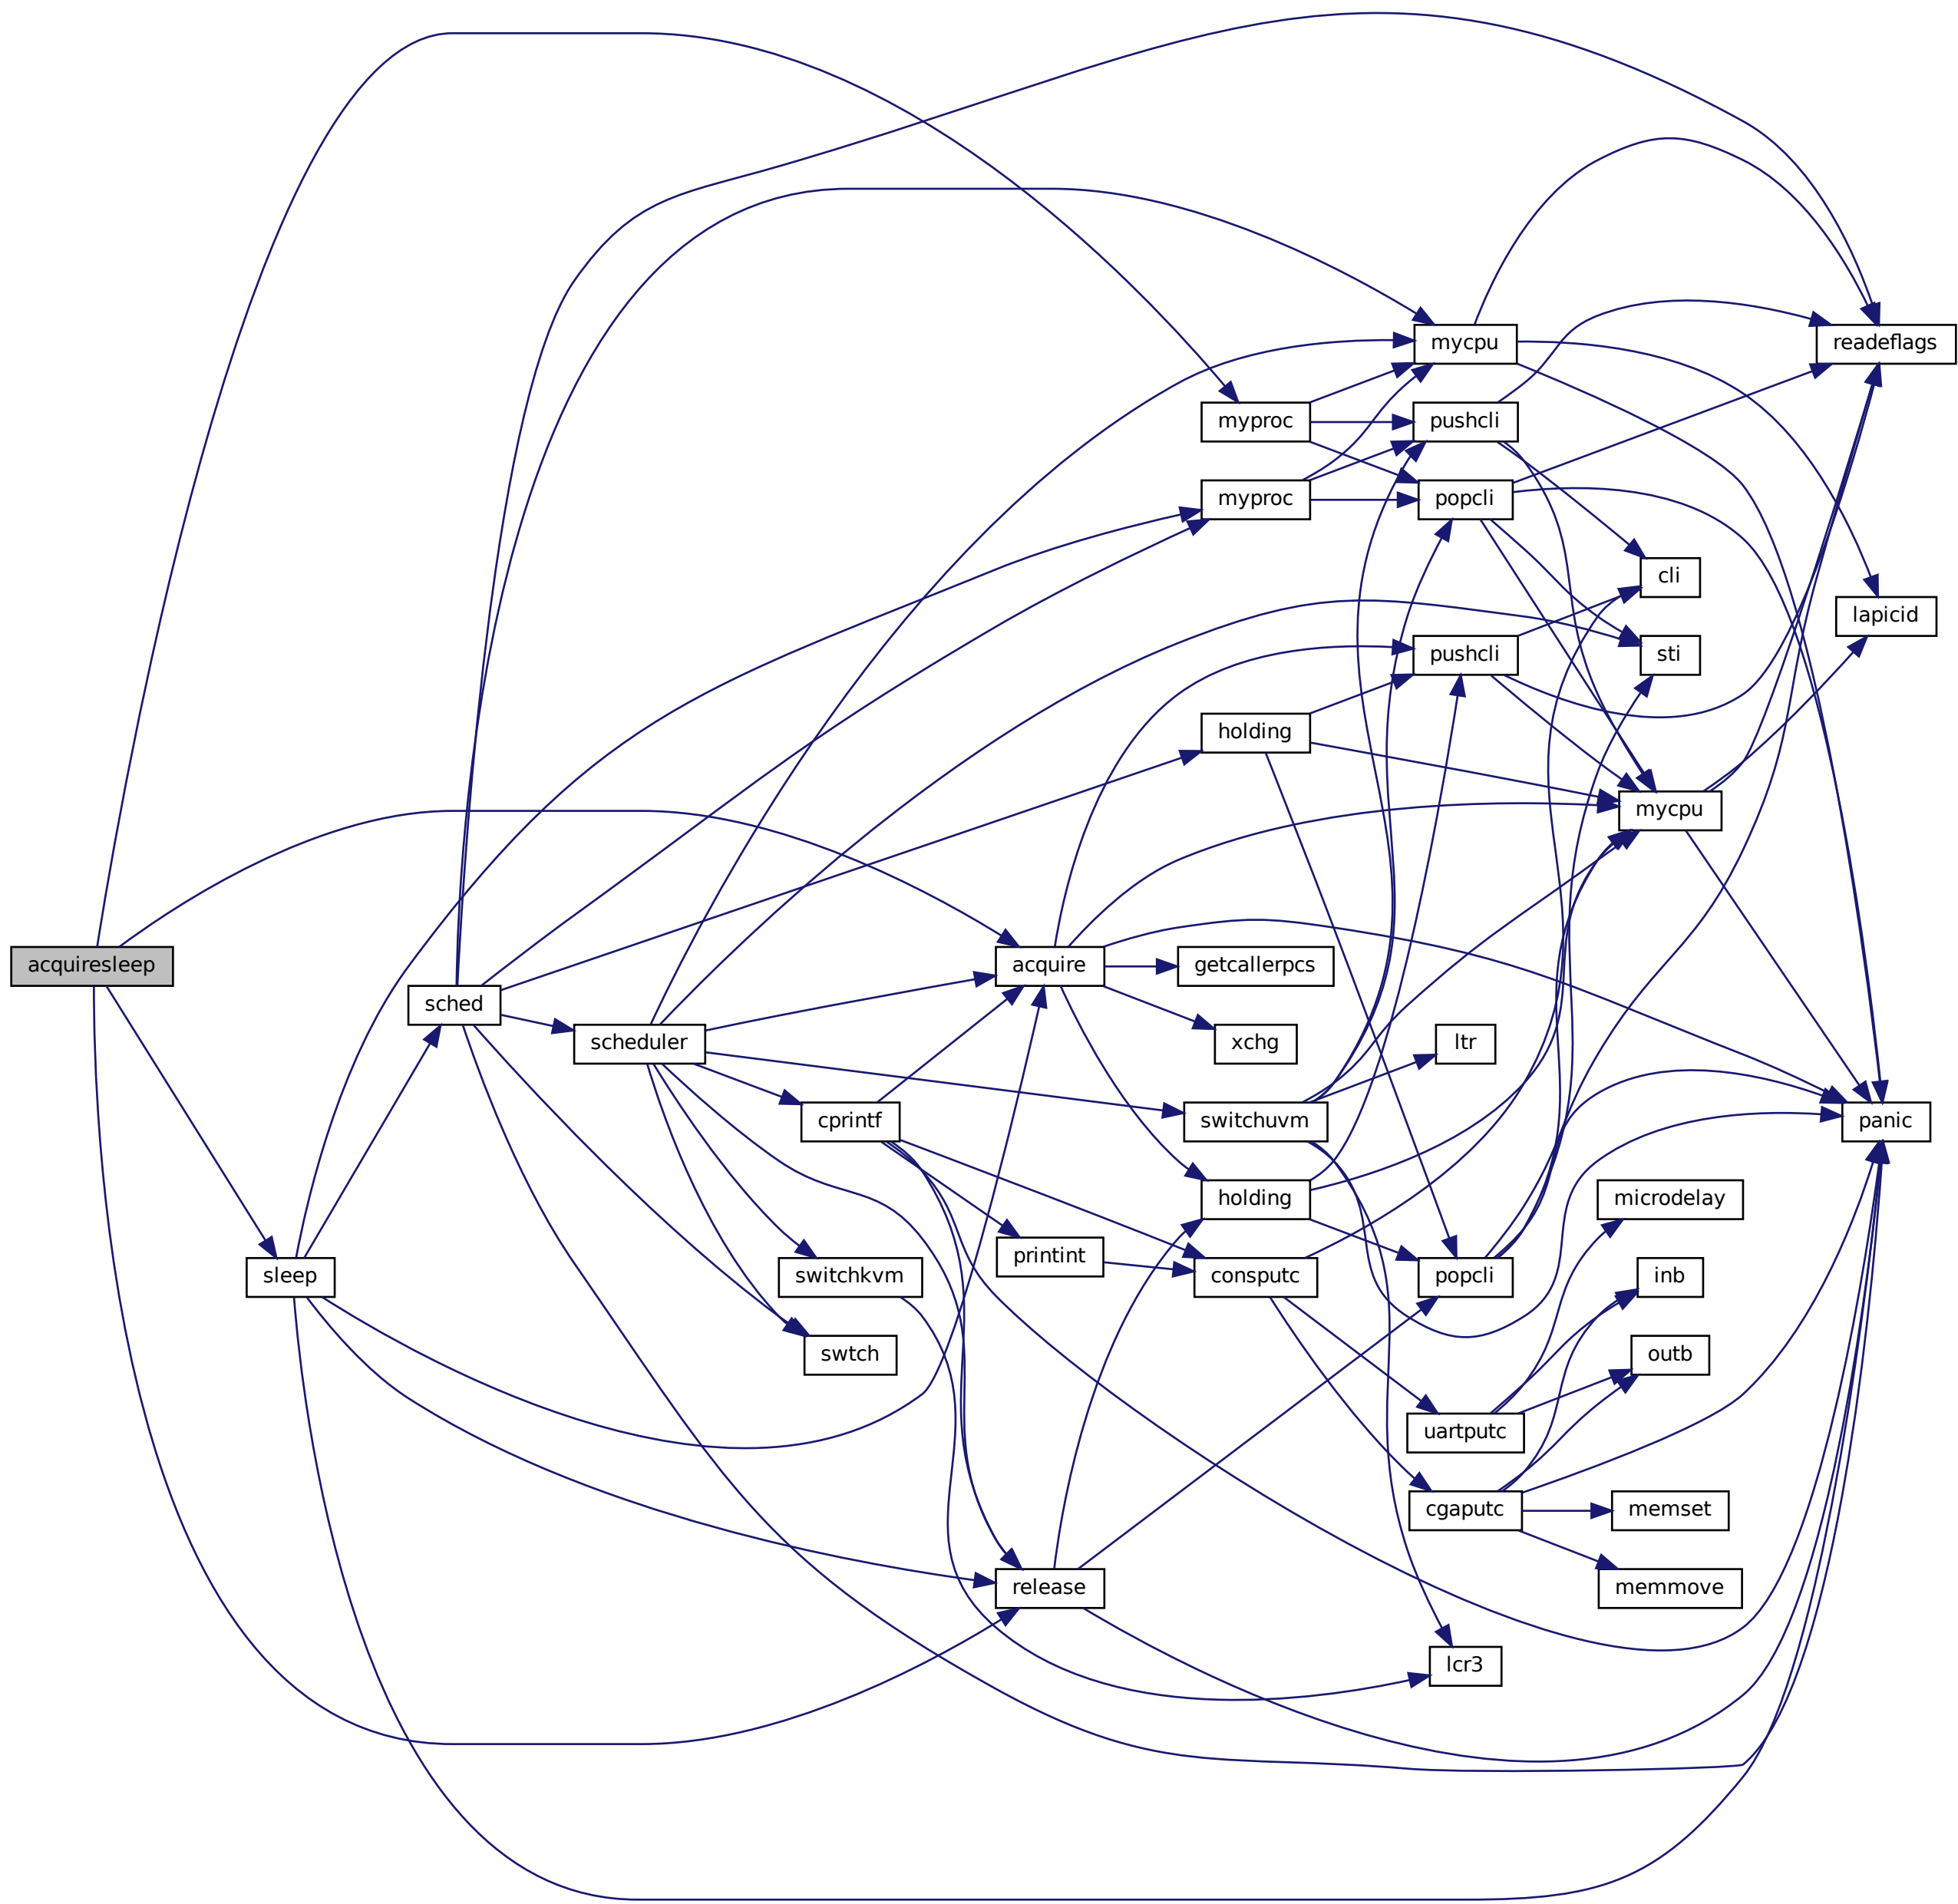 acquiresleep
sleep
sched
scheduler
cprintf
switchkvm
swtch
acquire
printint
release
myproc
myproc
holding
getcallerpcs
xchg
switchuvm
holding
consputc
mycpu
pushcli
popcli
pushcli
ltr
popcli
uartputc
cgaputc
lcr3
cli
sti
mycpu
microdelay
inb
outb
memset
memmove
readeflags
lapicid
panic